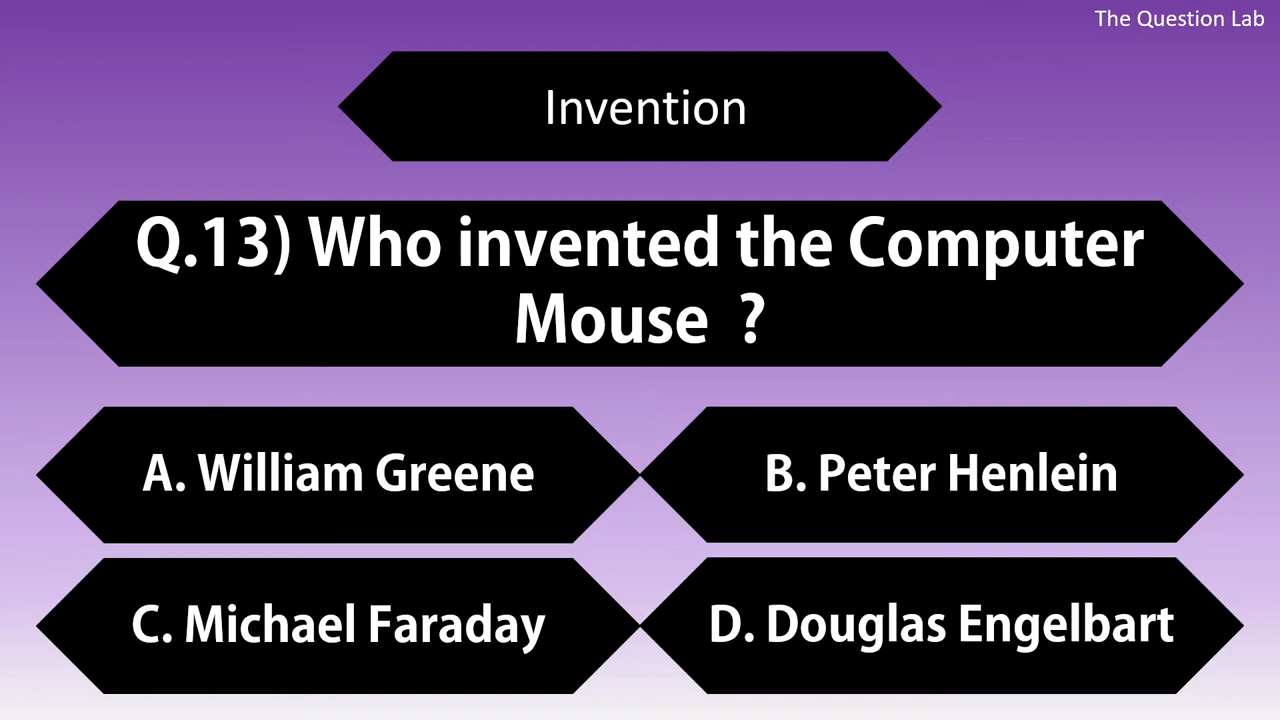 The Question Lab
Invention
Q.13) Who invented the Computer
Mouse  ?
A. William Greene
B. Peter Henlein
C. Michael Faraday
D. Douglas Engelbart